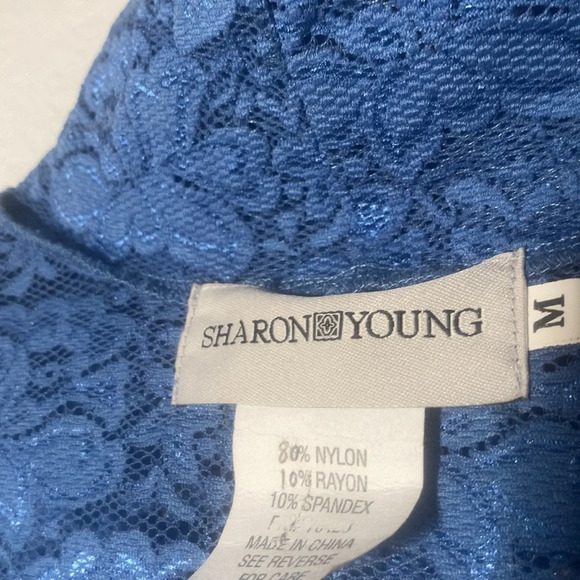 SHARON YOUNG
M
80% NYLON
10% RAYON
10% SPANDEX
MADE IN CHINA
SEE REVERSE
FOR CARE